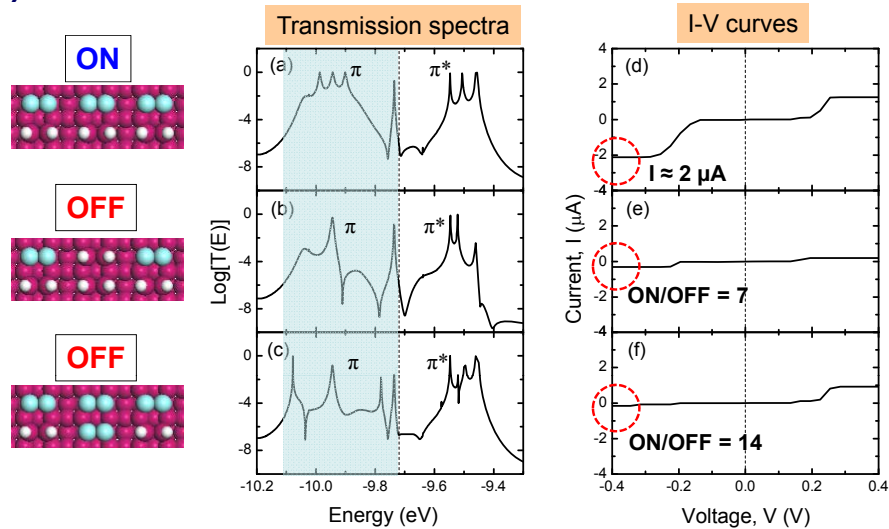 Transmission spectra
I-V curves
ON
OFF
OFF
(a)
π
π*
0
-4
-8
(b)
π
π*
0
-4
-8
(c)
π
π*
0
-4
-8
Log[T(E)]
-10.2 -10.0 -9.8 -9.6 -9.4
Energy (eV)
(d)
4
2
0
-2
-4
I ≈ 2 µA
(e)
2
0
-2
-4
ON/OFF = 7
(f)
2
0
-2
-4
ON/OFF = 14
Current, I (µA)
-0.4 -0.2 0.0 0.2 0.4
Voltage, V (V)